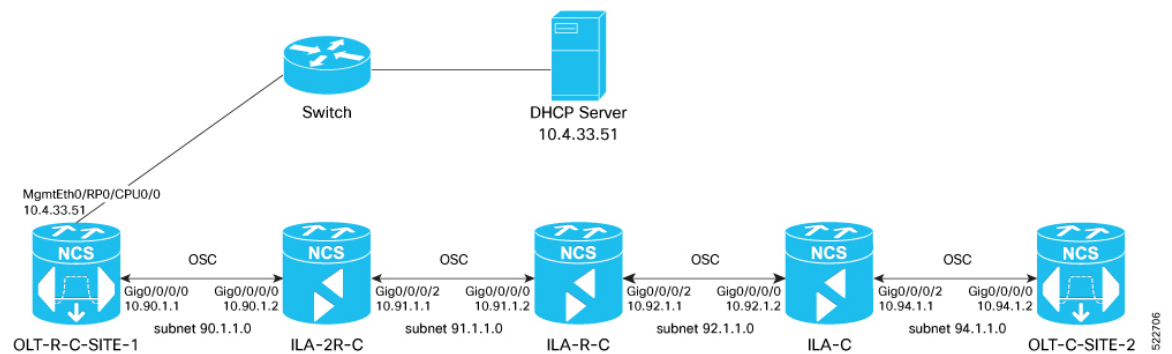 Switch
DHCP Server
10.4.33.51
MgmtEth0/RP0/CPU0/0
10.4.33.51
NCS
NCS
NCS
NCS
NCS
OSC
OSC
OSC
OSC
Gig0/0/0/0
10.90.1.1
Gig0/0/0/0
10.90.1.2
Gig0/0/0/2
10.91.1.1
Gig0/0/0/0
10.91.1.2
Gig0/0/0/2
10.92.1.1
Gig0/0/0/0
10.92.1.2
Gig0/0/0/2
10.94.1.1
Gig0/0/0/0
10.94.1.2
subnet 90.1.1.0
subnet 91.1.1.0
subnet 92.1.1.0
subnet 94.1.1.0
OLT-R-C-SITE-1
ILA-2R-C
ILA-R-C
ILA-C
OLT-C-SITE-2
522706